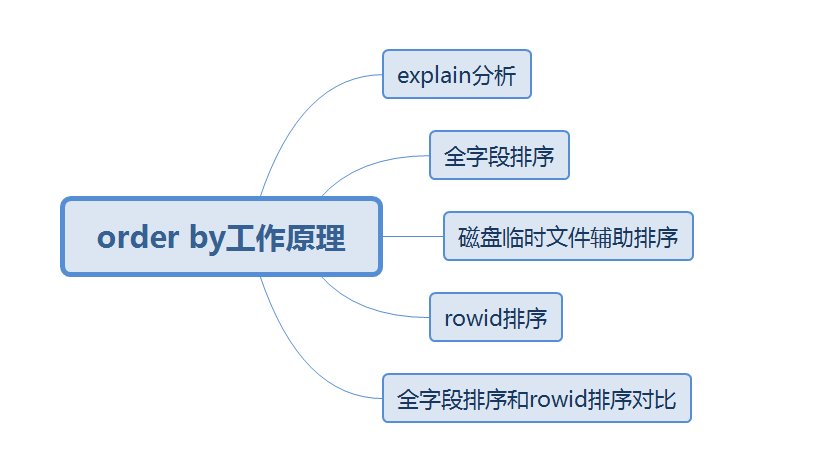 explain分析
全字段排序
order by工作原理
磁盘临时文件辅助排序
rowid排序
全字段排序和rowid排序对比